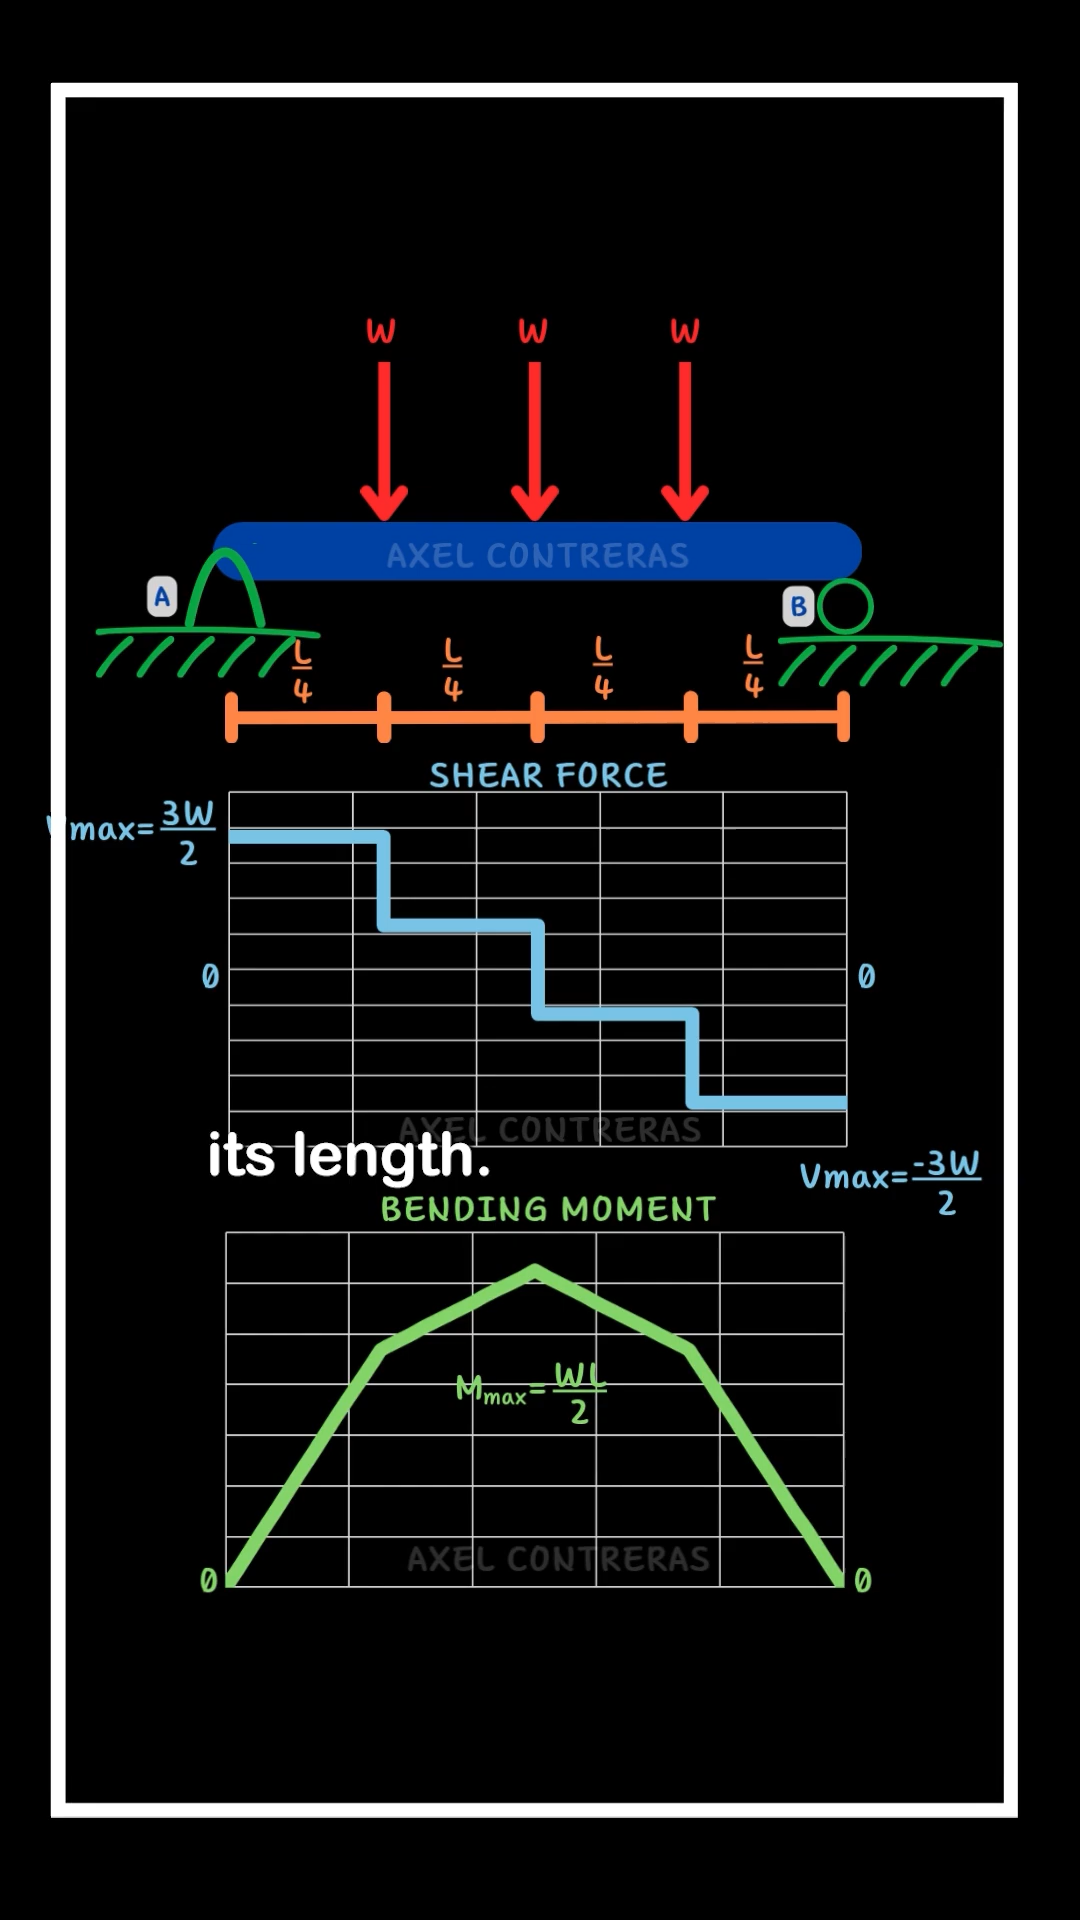 W W W
AXEL CONTRERAS
A
B
L/4 L/4 L/4 L/4
SHEAR FORCE
Vmax= 3W/2
0 0
AXEL CONTRERAS
its length.
Vmax= -3W/2
BENDING MOMENT
Mmax= WL/2
AXEL CONTRERAS
0 0